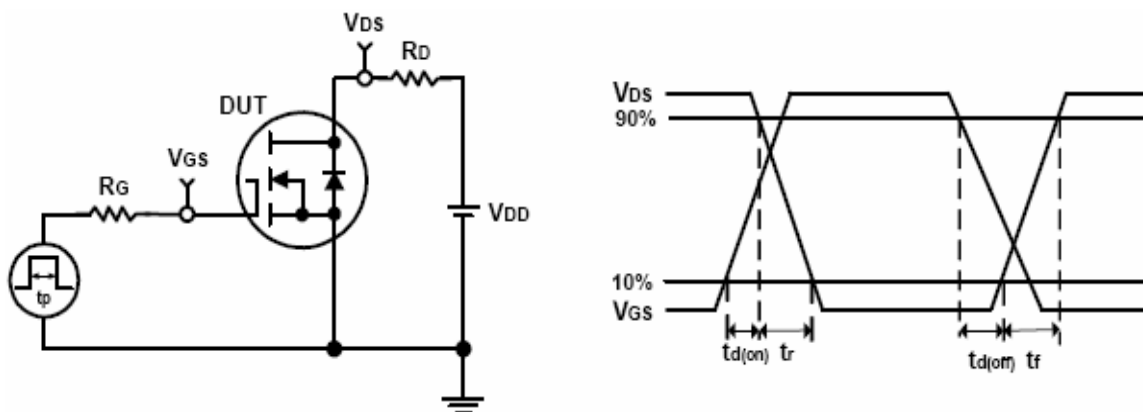 VDS
RD
DUT
VGS
RG
VDD
tp
VDS
90%
10%
VGS
td(on) tr
td(off) tf